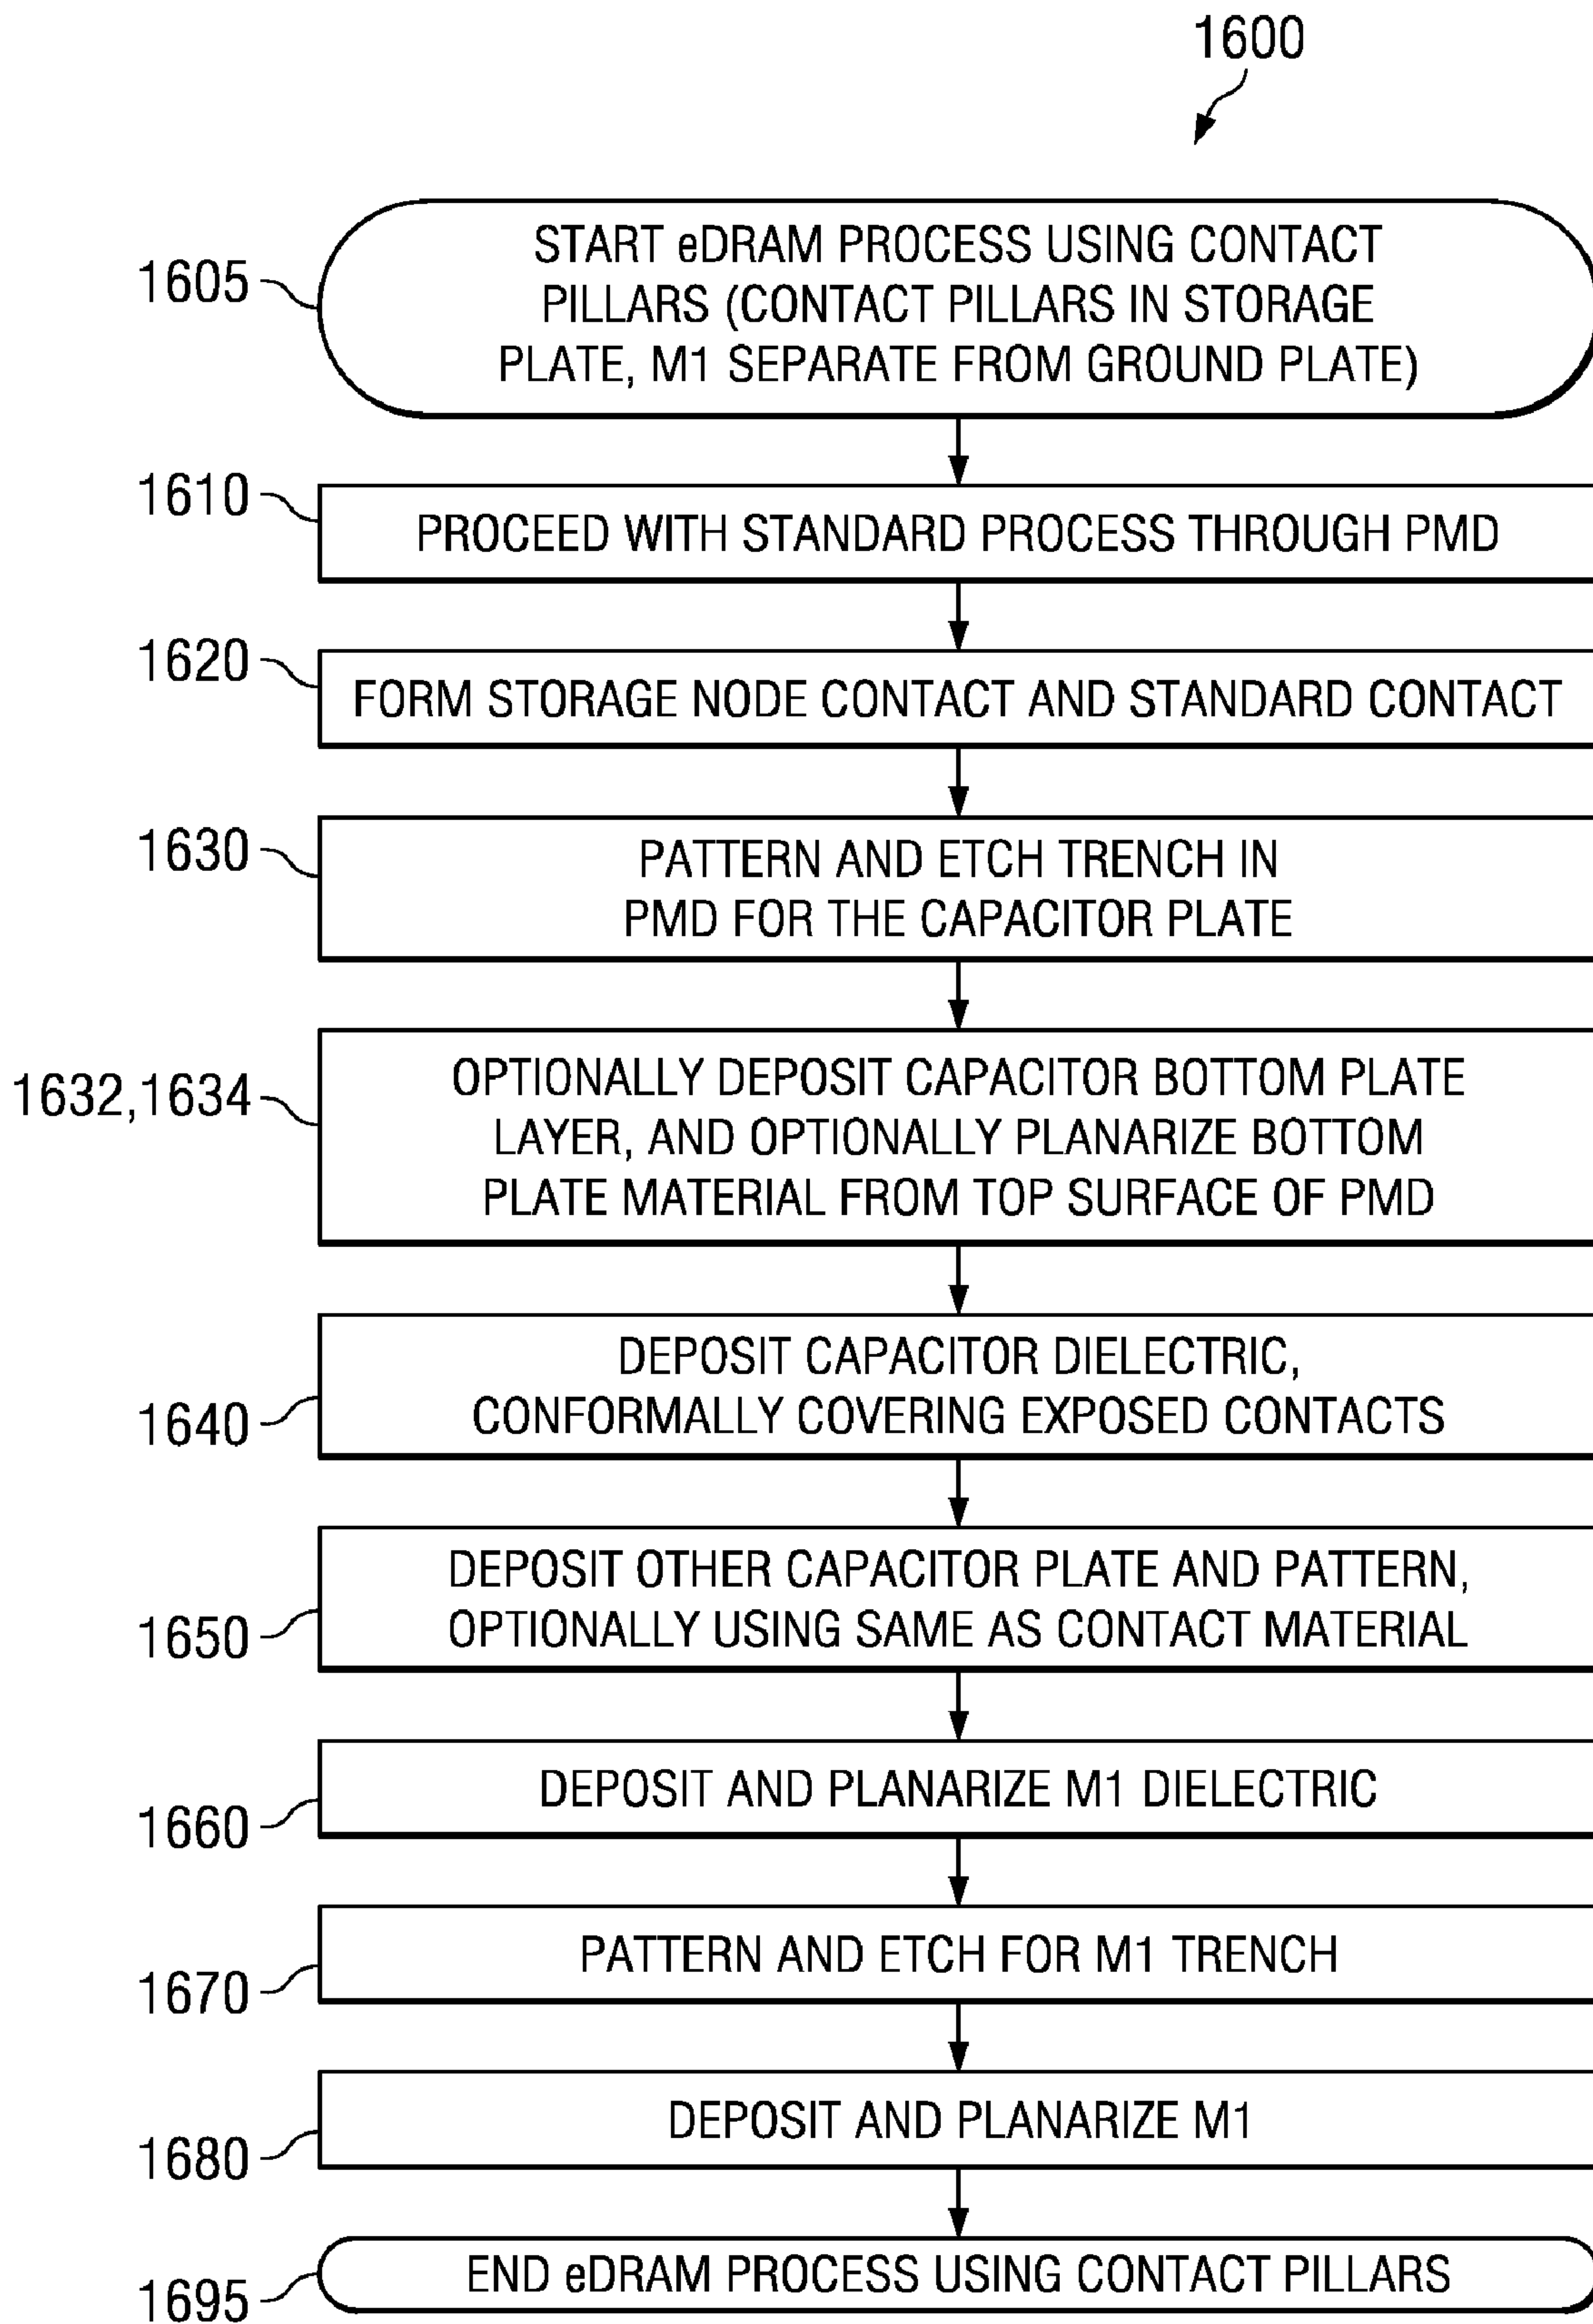 1600
1605
START eDRAM PROCESS USING CONTACT
PILLARS (CONTACT PILLARS IN STORAGE
PLATE, M1 SEPARATE FROM GROUND PLATE)
1610
PROCEED WITH STANDARD PROCESS THROUGH PMD
1620
FORM STORAGE NODE CONTACT AND STANDARD CONTACT
1630
PATTERN AND ETCH TRENCH IN
PMD FOR THE CAPACITOR PLATE
1632,1634
OPTIONALLY DEPOSIT CAPACITOR BOTTOM PLATE
LAYER, AND OPTIONALLY PLANARIZE BOTTOM
PLATE MATERIAL FROM TOP SURFACE OF PMD
1640
DEPOSIT CAPACITOR DIELECTRIC,
CONFORMALLY COVERING EXPOSED CONTACTS
1650
DEPOSIT OTHER CAPACITOR PLATE AND PATTERN,
OPTIONALLY USING SAME AS CONTACT MATERIAL
1660
DEPOSIT AND PLANARIZE M1 DIELECTRIC
1670
PATTERN AND ETCH FOR M1 TRENCH
1680
DEPOSIT AND PLANARIZE M1
1695
END eDRAM PROCESS USING CONTACT PILLARS